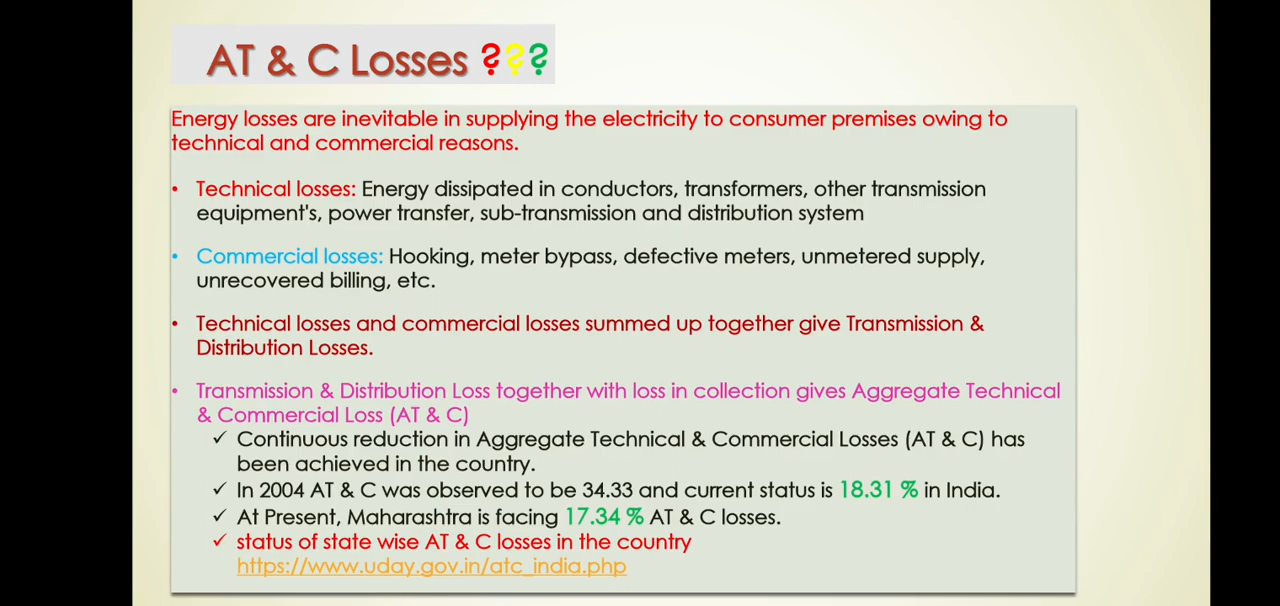 AT & C Losses ???
Energy losses are inevitable in supplying the electricity to consumer premises owing to
technical and commercial reasons.
• Technical losses: Energy dissipated in conductors, transformers, other transmission
equipment's, power transfer, sub-transmission and distribution system
• Commercial losses: Hooking, meter bypass, defective meters, unmetered supply,
unrecovered billing, etc.
• Technical losses and commercial losses summed up together give Transmission &
Distribution Losses.
• Transmission & Distribution Loss together with loss in collection gives Aggregate Technical
& Commercial Loss (AT & C)
✓ Continuous reduction in Aggregate Technical & Commercial Losses (AT & C) has
been achieved in the country.
✓ In 2004 AT & C was observed to be 34.33 and current status is 18.31 % in India.
✓ At Present, Maharashtra is facing 17.34 % AT & C losses.
✓ status of state wise AT & C losses in the country
https://www.uday.gov.in/atc_india.php